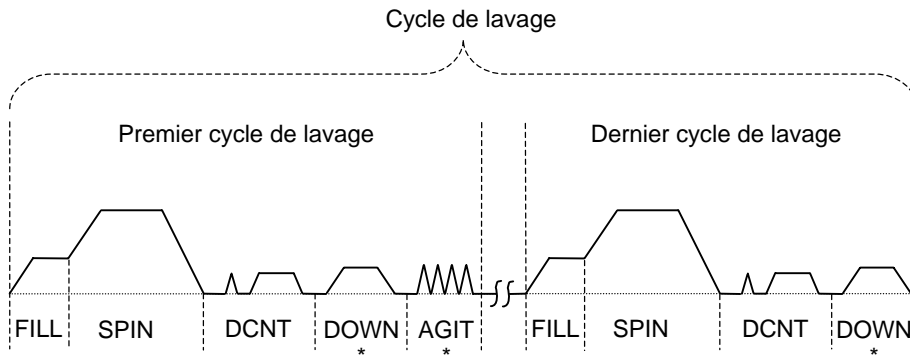 Cycle de lavage
Premier cycle de lavage
Dernier cycle de lavage
FILL SPIN DCNT DOWN AGIT FILL SPIN DCNT DOWN
* * *